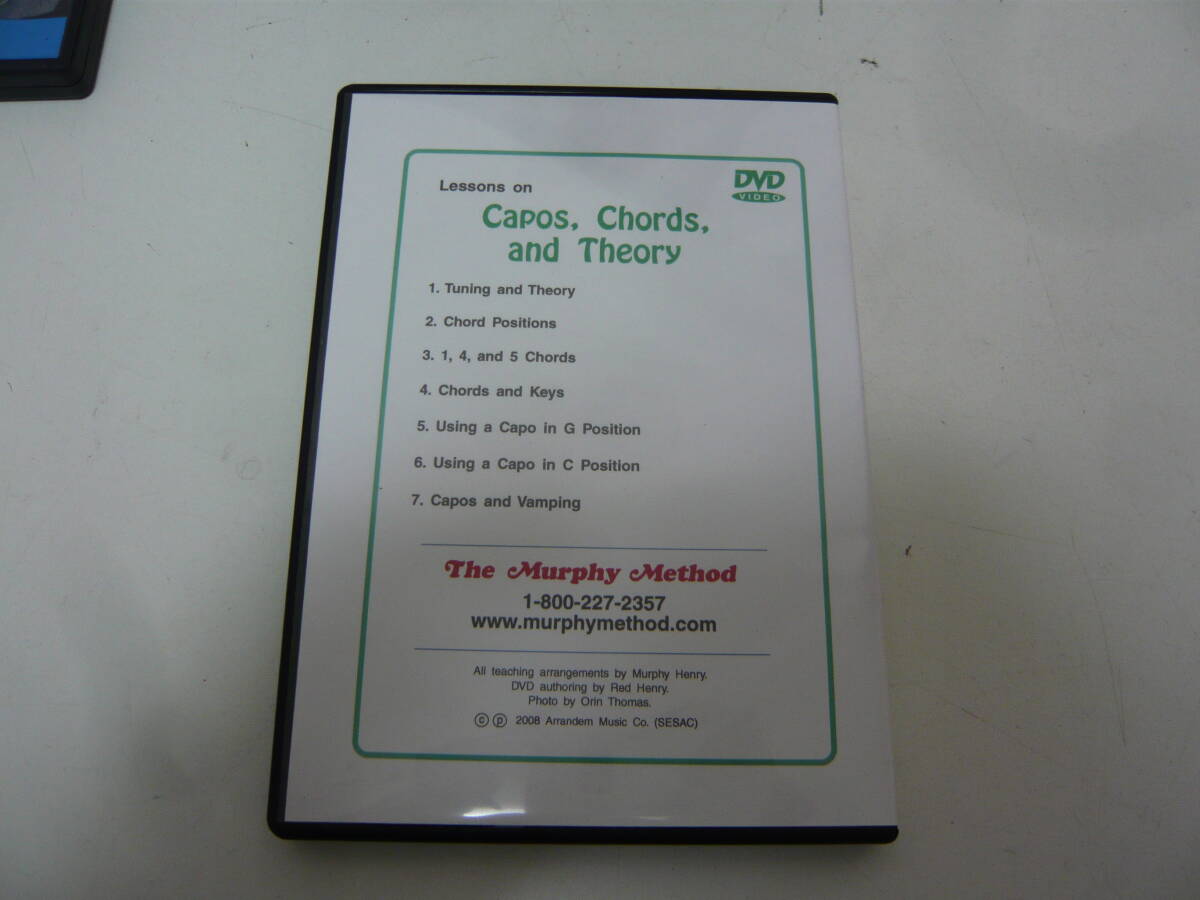 Lessons on
DVD
VIDEO
Capos, Chords,
and Theory
1. Tuning and Theory
2. Chord Positions
3. 1, 4, and 5 Chords
4. Chords and Keys
5. Using a Capo in G Position
6. Using a Capo in C Position
7. Capos and Vamping
The Murphy Method
1-800-227-2357
www.murphymethod.com
All teaching arrangements by Murphy Henry.
DVD authoring by Red Henry.
Photo by Orin Thomas.
© ℗ 2008 Arrandem Music Co. (SESAC)